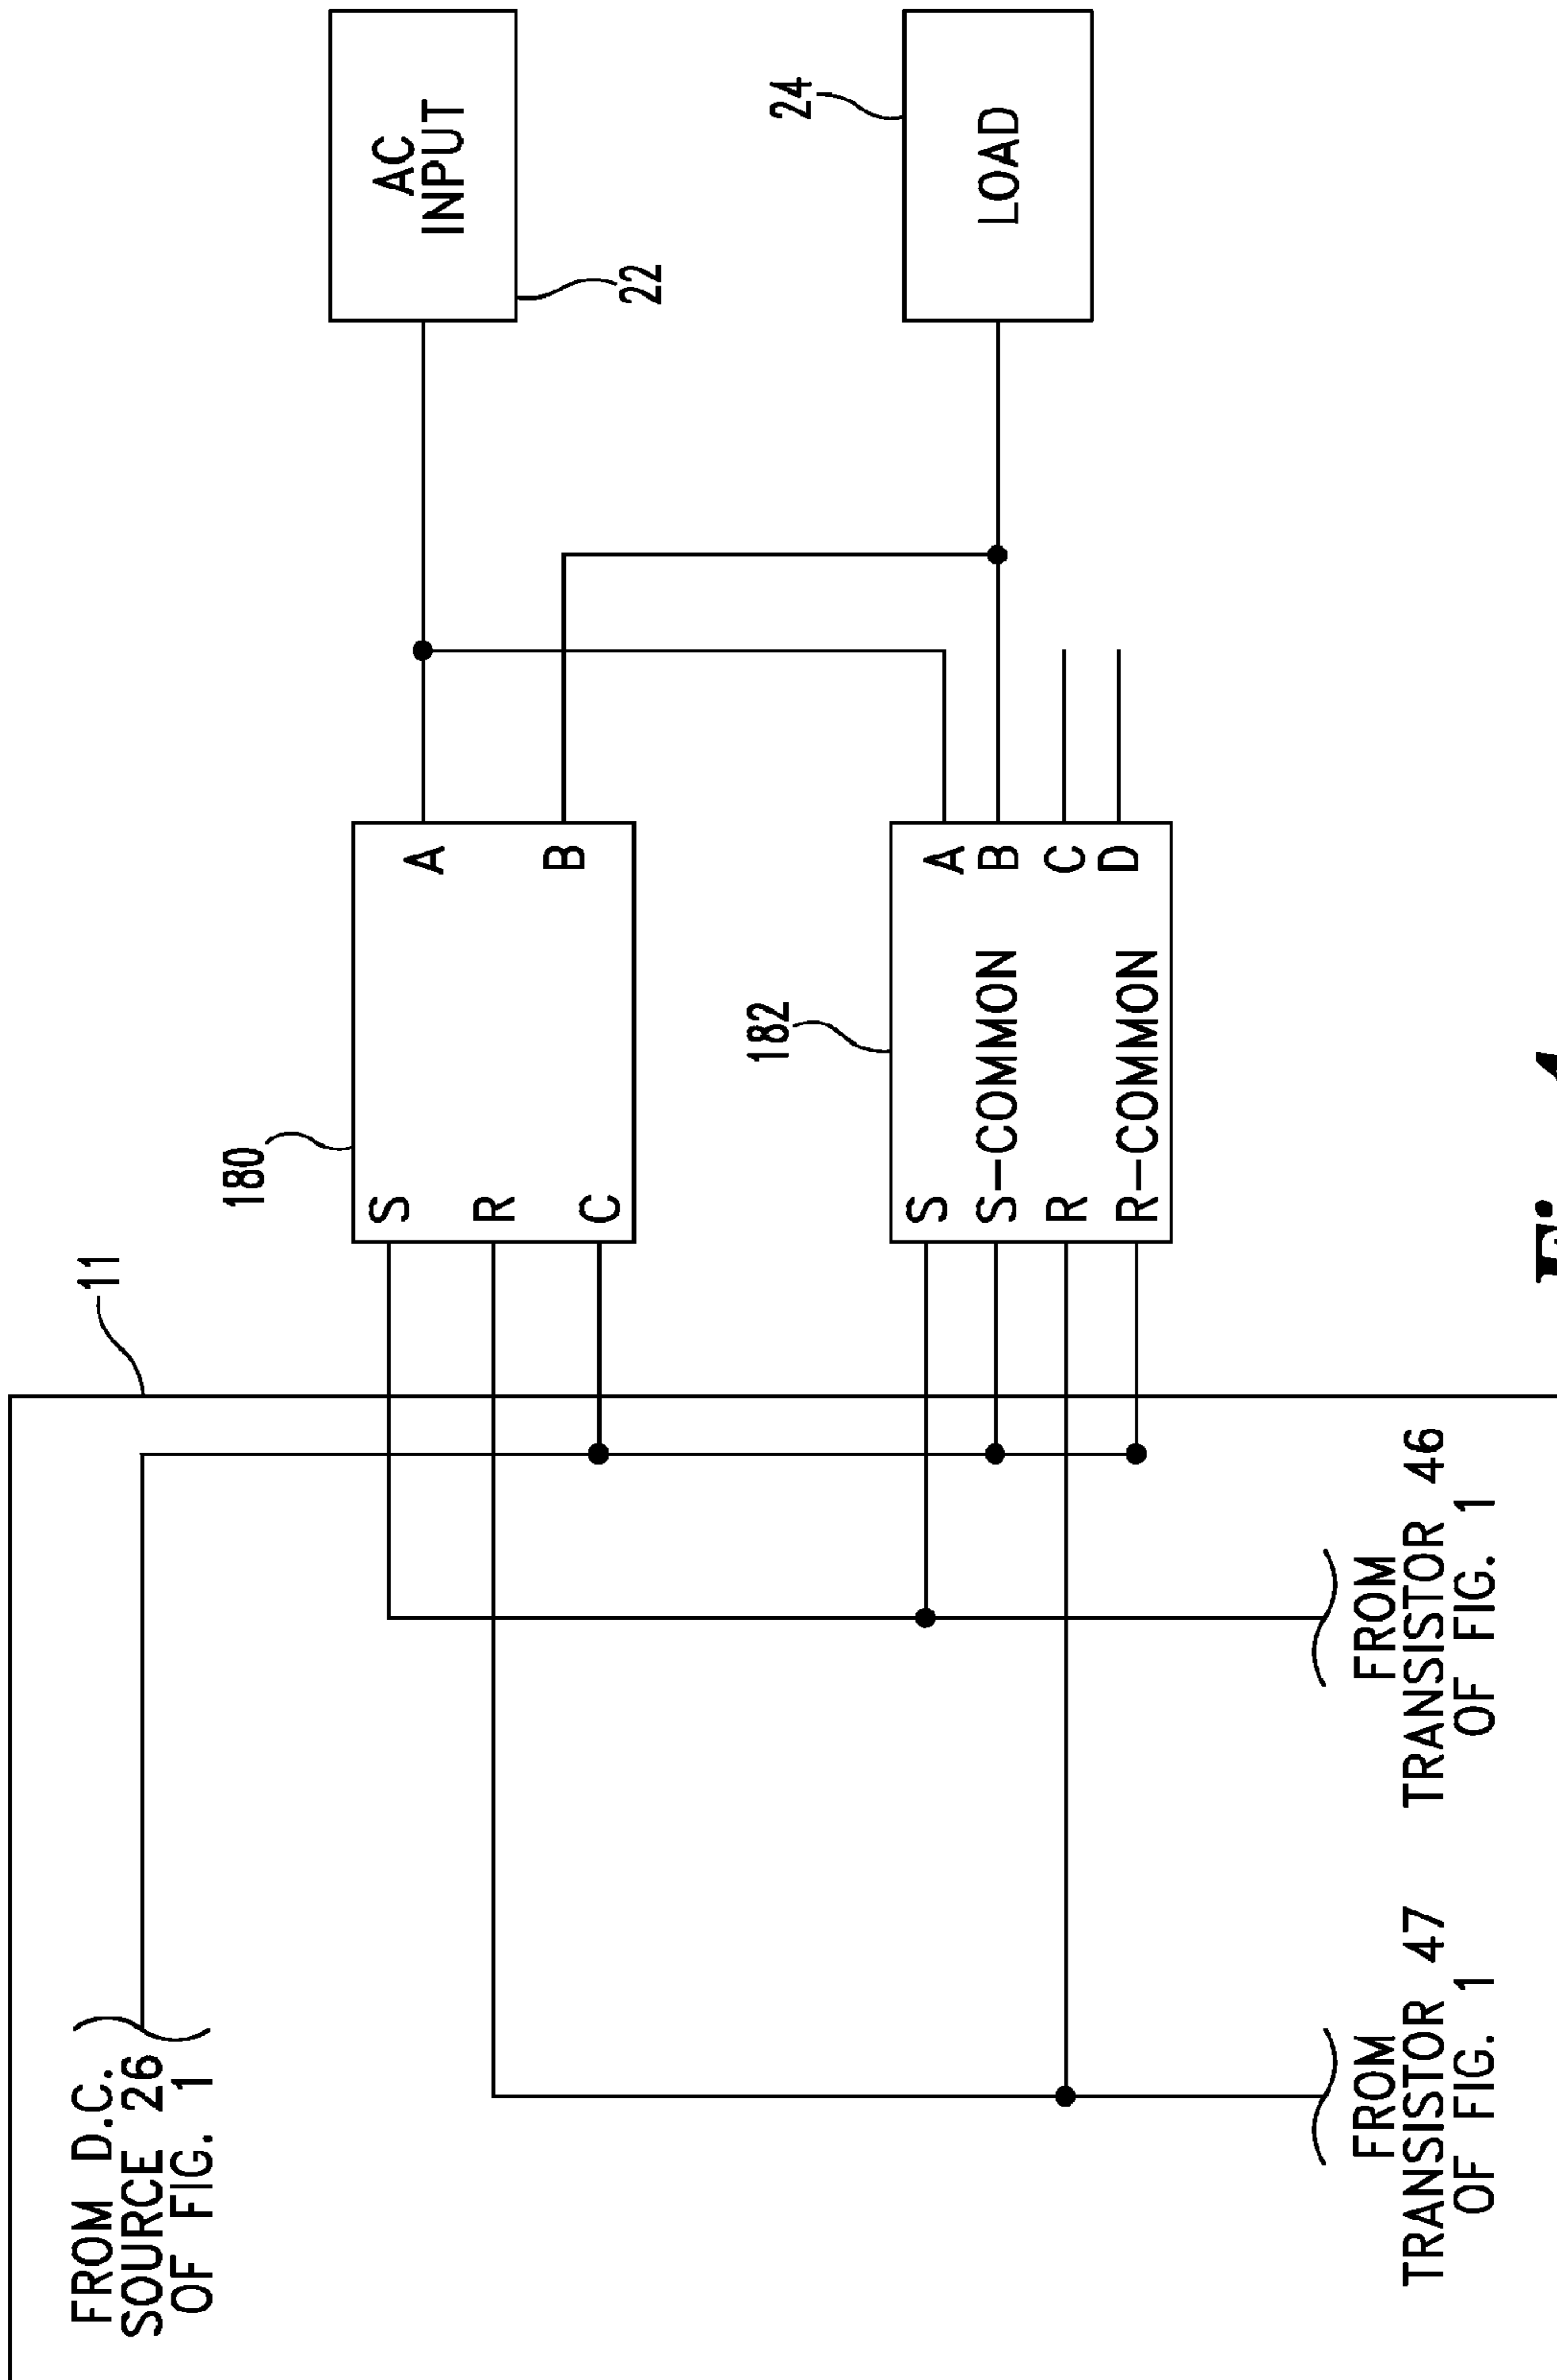 FROM D.C.
SOURCE 26
OF FIG. 1
11
180
S
R
C
A
B
AC
INPUT
22
182
S
S-COMMON
R
R-COMMON
A
B
C
D
24
LOAD
FROM
TRANSISTOR 47
OF FIG. 1
FROM
TRANSISTOR 46
OF FIG. 1